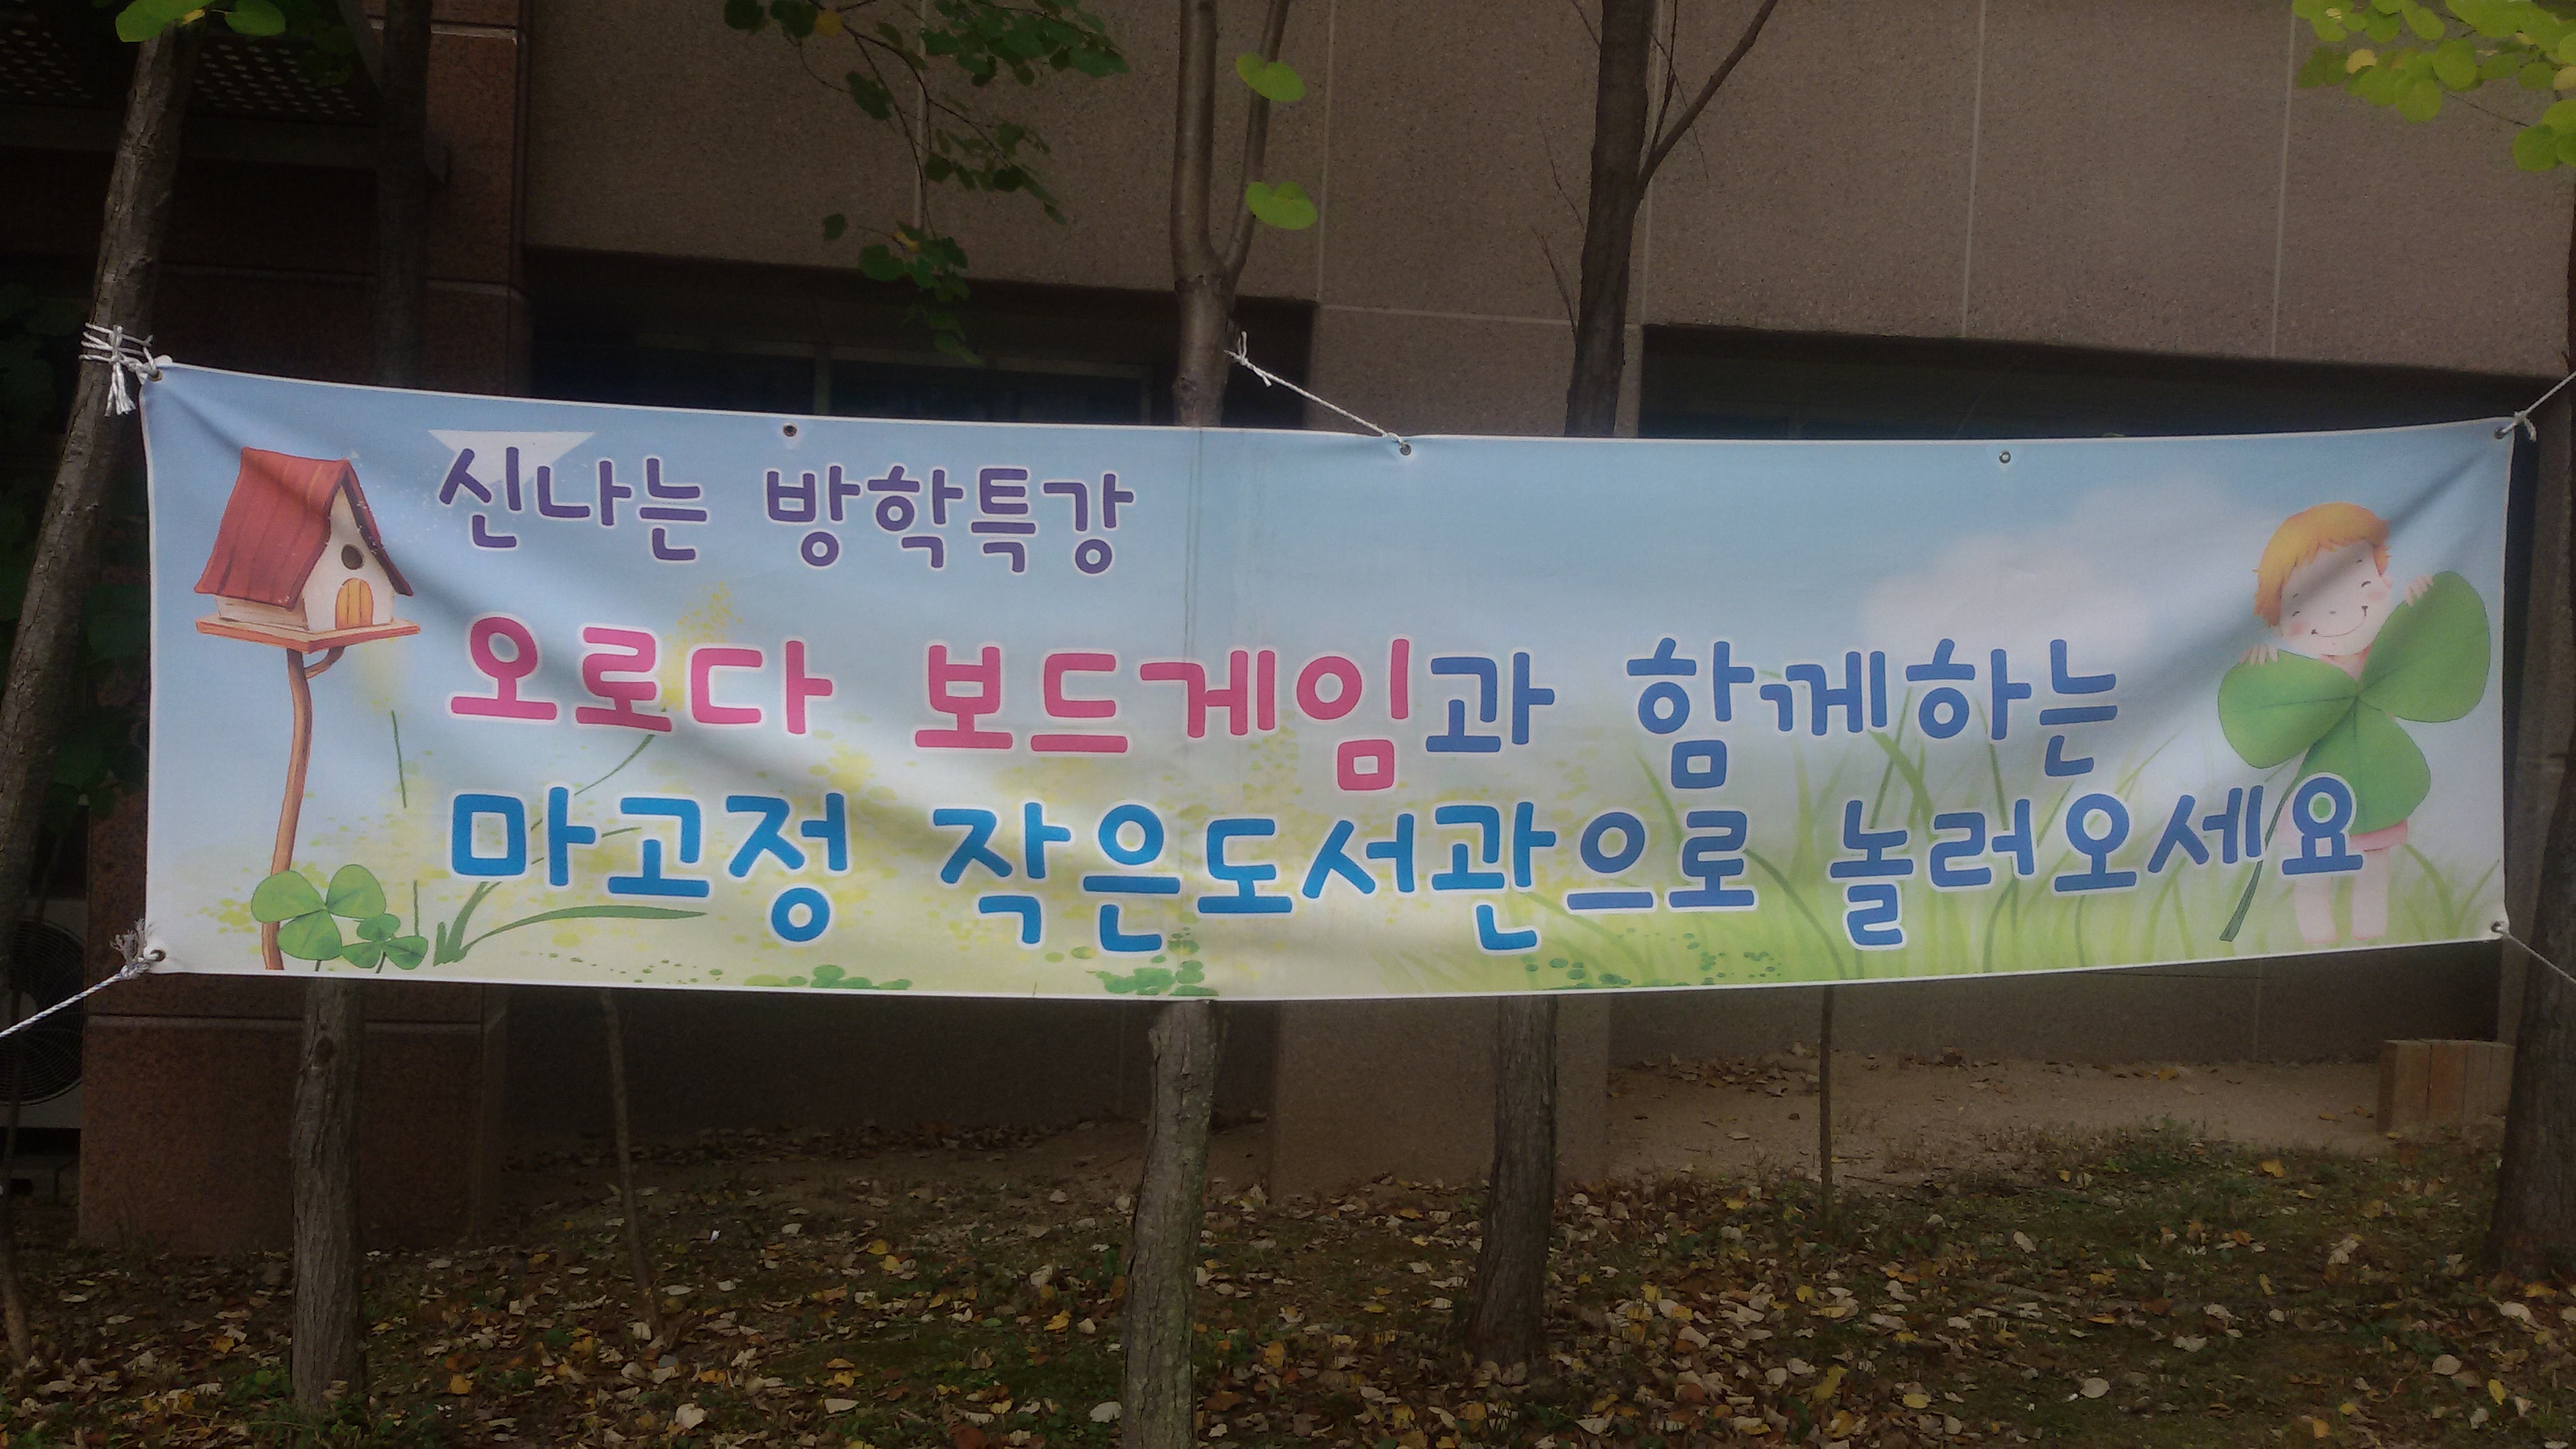 신나는 방학특강
오로다 보드게임과 함께하는
마고정 작은도서관으로 놀러오세요